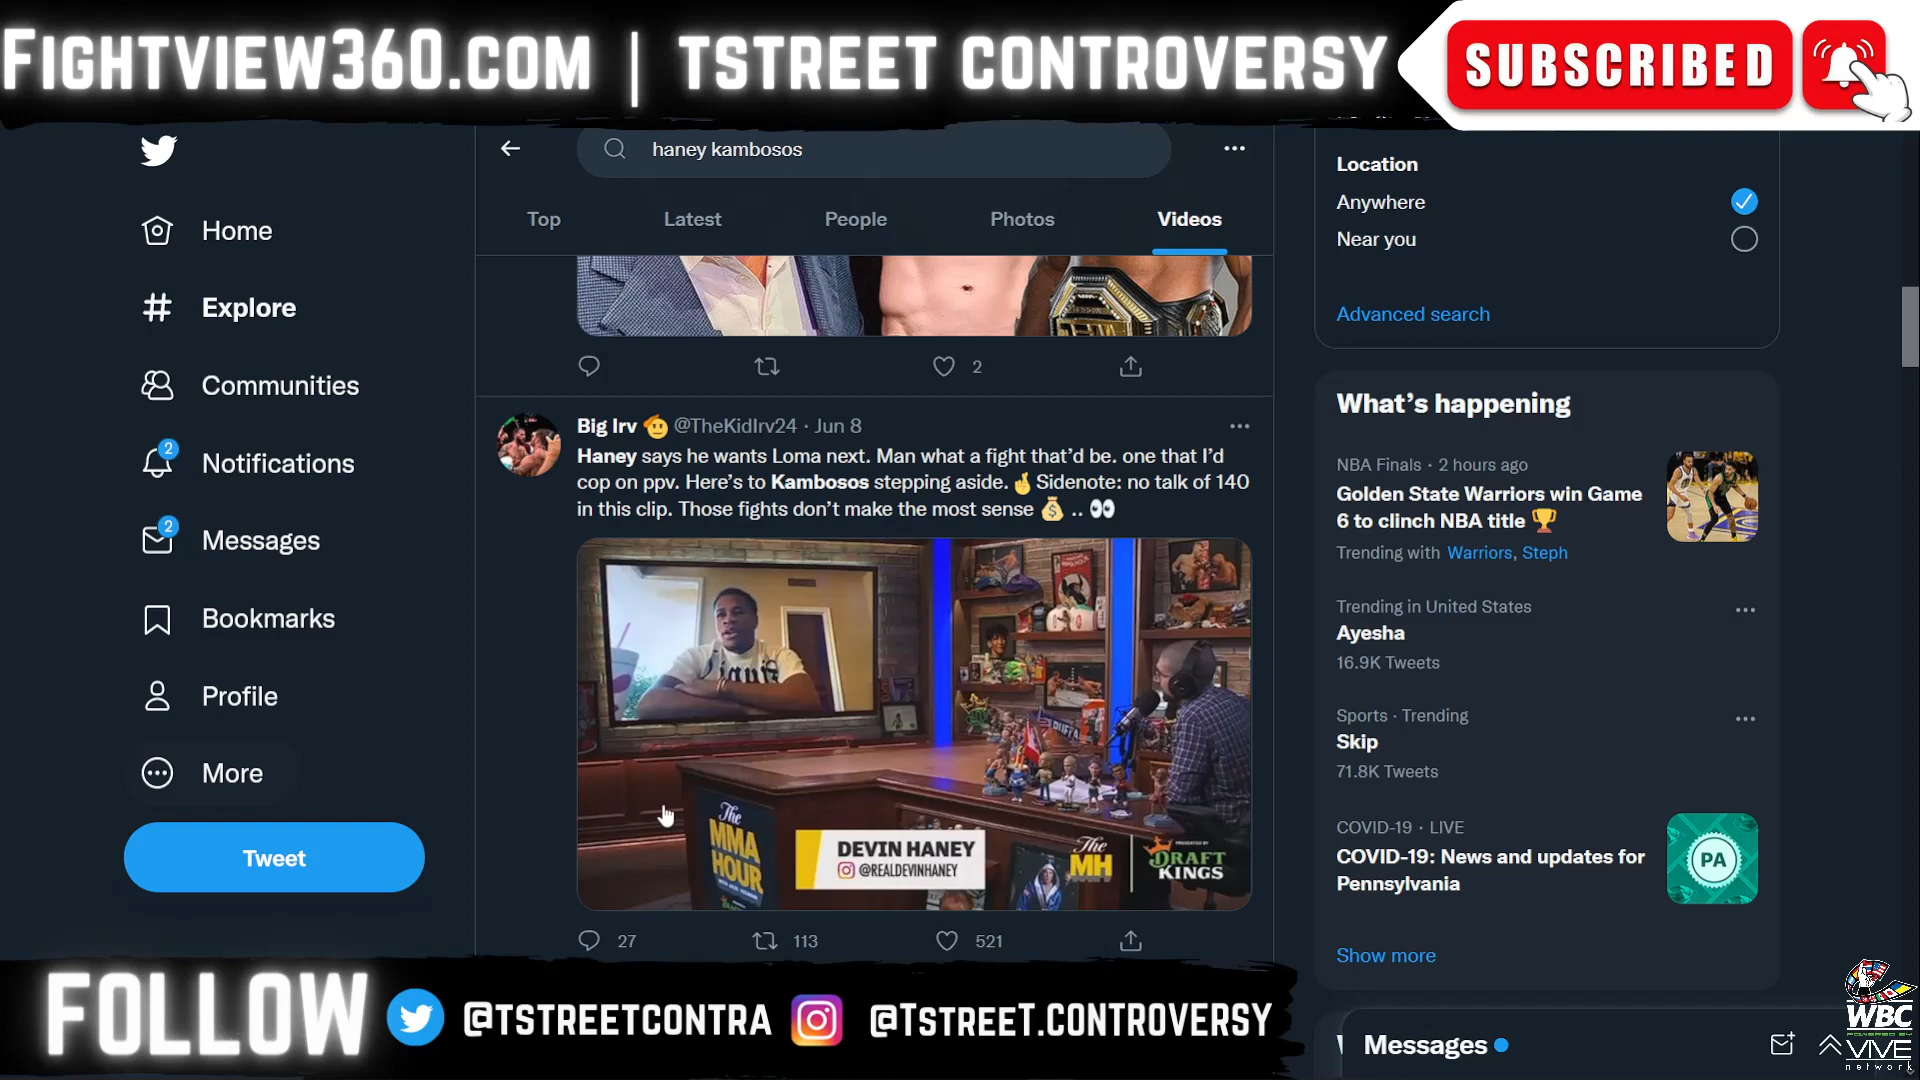 FIGHTVIEW360.COM | TSTREET CONTROVERSY
SUBSCRIBED
haney kambosos
Top Latest People Photos Videos
Home
Explore
Communities
2
Notifications
2
Messages
Bookmarks
Profile
More
Tweet
2
Big Irv @TheKidIrv24 · Jun 8
Haney says he wants Loma next. Man what a fight that'd be. one that I'd
cop on ppv. Here's to Kambosos stepping aside. Sidenote: no talk of 140
in this clip. Those fights don't make the most sense ..
The
MMA
HOUR
DEVIN HANEY
@REALDEVINHANEY
The
MH
PRESENTED BY
DRAFT
KINGS
27 113 521
Location
Anywhere
Near you
Advanced search
What's happening
NBA Finals · 2 hours ago
Golden State Warriors win Game
6 to clinch NBA title
Trending with Warriors, Steph
Trending in United States
Ayesha
16.9K Tweets
Sports · Trending
Skip
71.8K Tweets
COVID-19 · LIVE
COVID-19: News and updates for
Pennsylvania
PA
Show more
Messages
FOLLOW @TSTREETCONTRA @TSTREET.CONTROVERSY
WBC
POWERED BY
VIVE
network